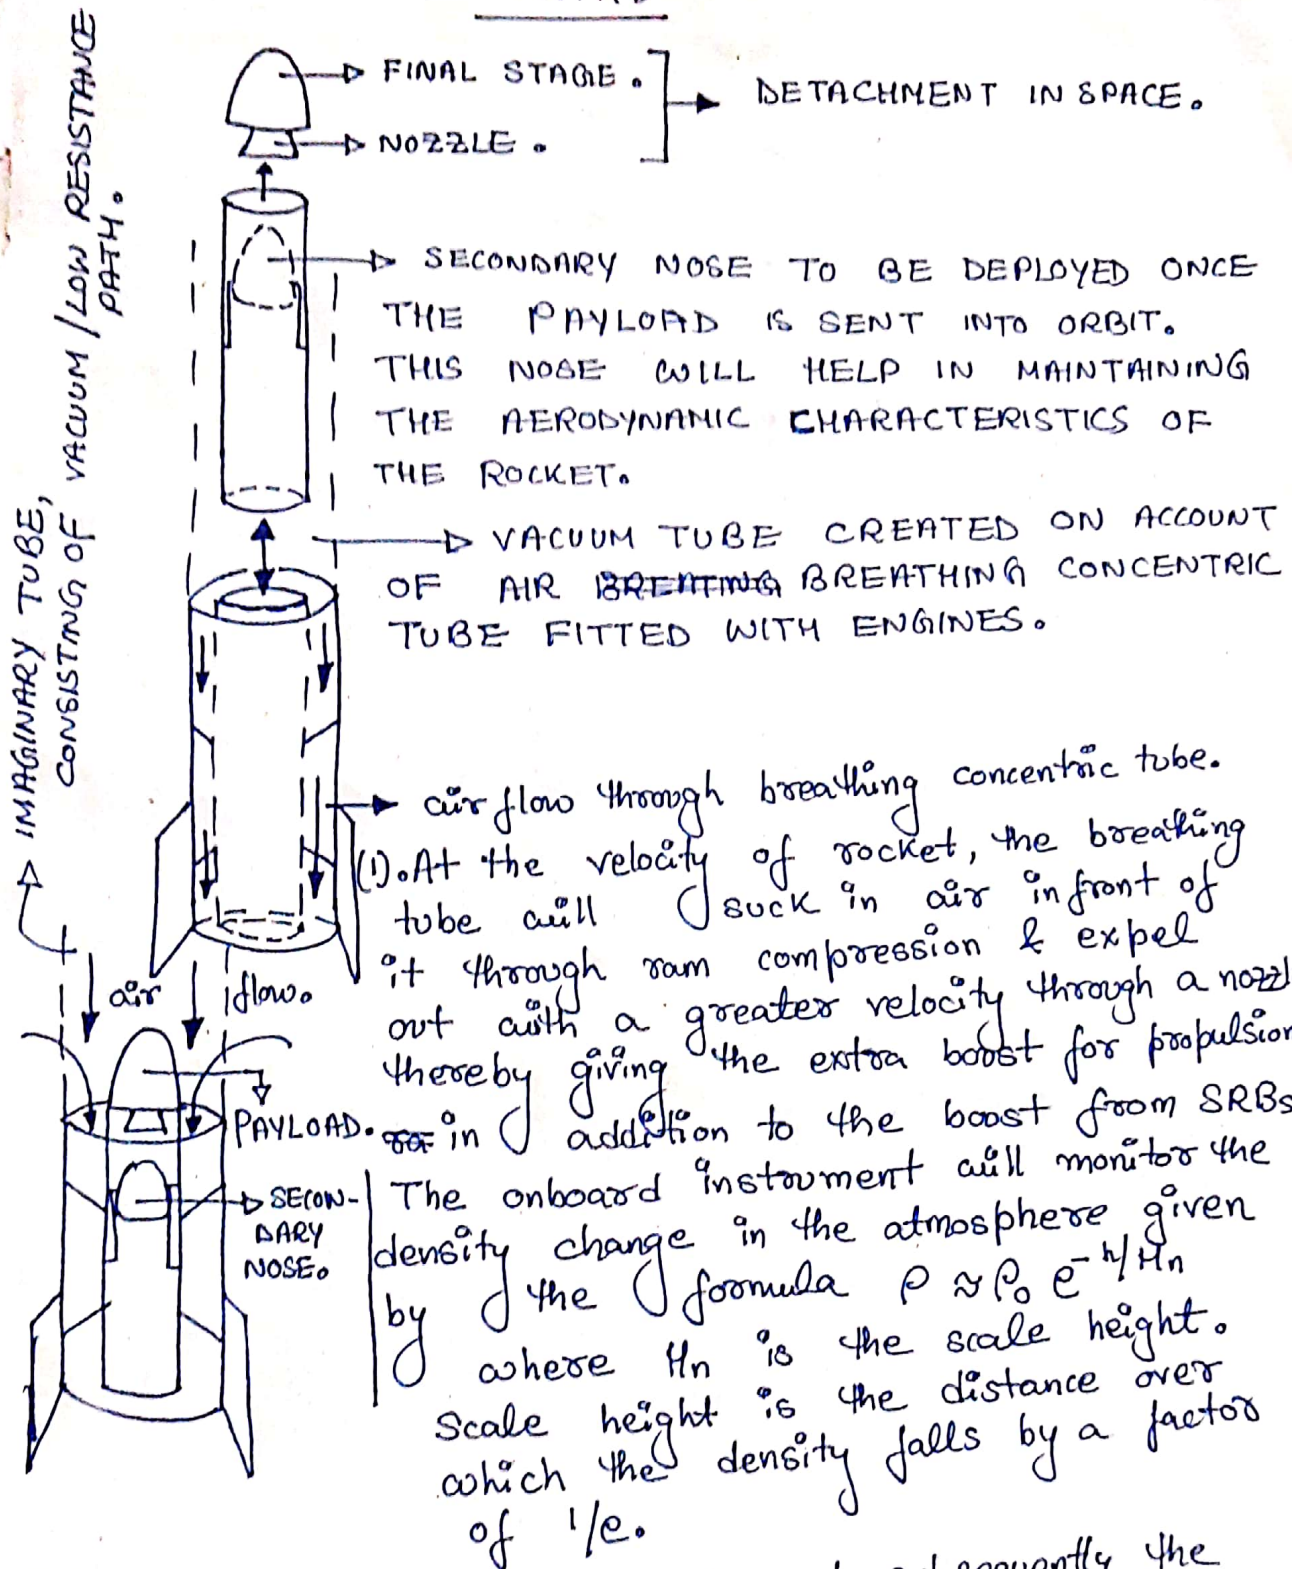 FINAL STAGE.
NOZZLE.
DETACHMENT IN SPACE.
IMAGINARY TUBE,
CONSISTING OF VACUUM/LOW RESISTANCE
PATH.
SECONDARY NOSE TO BE DEPLOYED ONCE
THE PAYLOAD IS SENT INTO ORBIT.
THIS NOSE WILL HELP IN MAINTAINING
THE AERODYNAMIC CHARACTERISTICS OF
THE ROCKET.
VACUUM TUBE CREATED ON ACCOUNT
OF AIR BREATING BREATHING CONCENTRIC
TUBE FITTED WITH ENGINES.
air flow through breathing concentric tube.
(1). At the velocity of rocket, the breathing
tube will suck in air in front of
it through ram compression & expel
out with a greater velocity through a nozzl
thereby giving the extra boost for propulsion
in addition to the boost from SRBs
air flow.
PAYLOAD.
SECON-
DARY
NOSE.
The onboard instrument will monitor the
density change in the atmosphere given
by the formula ρ ≈ ρ₀ e^-h/Hn
where Hn is the scale height.
Scale height is the distance over
which the density falls by a factor
of 1/e.
the